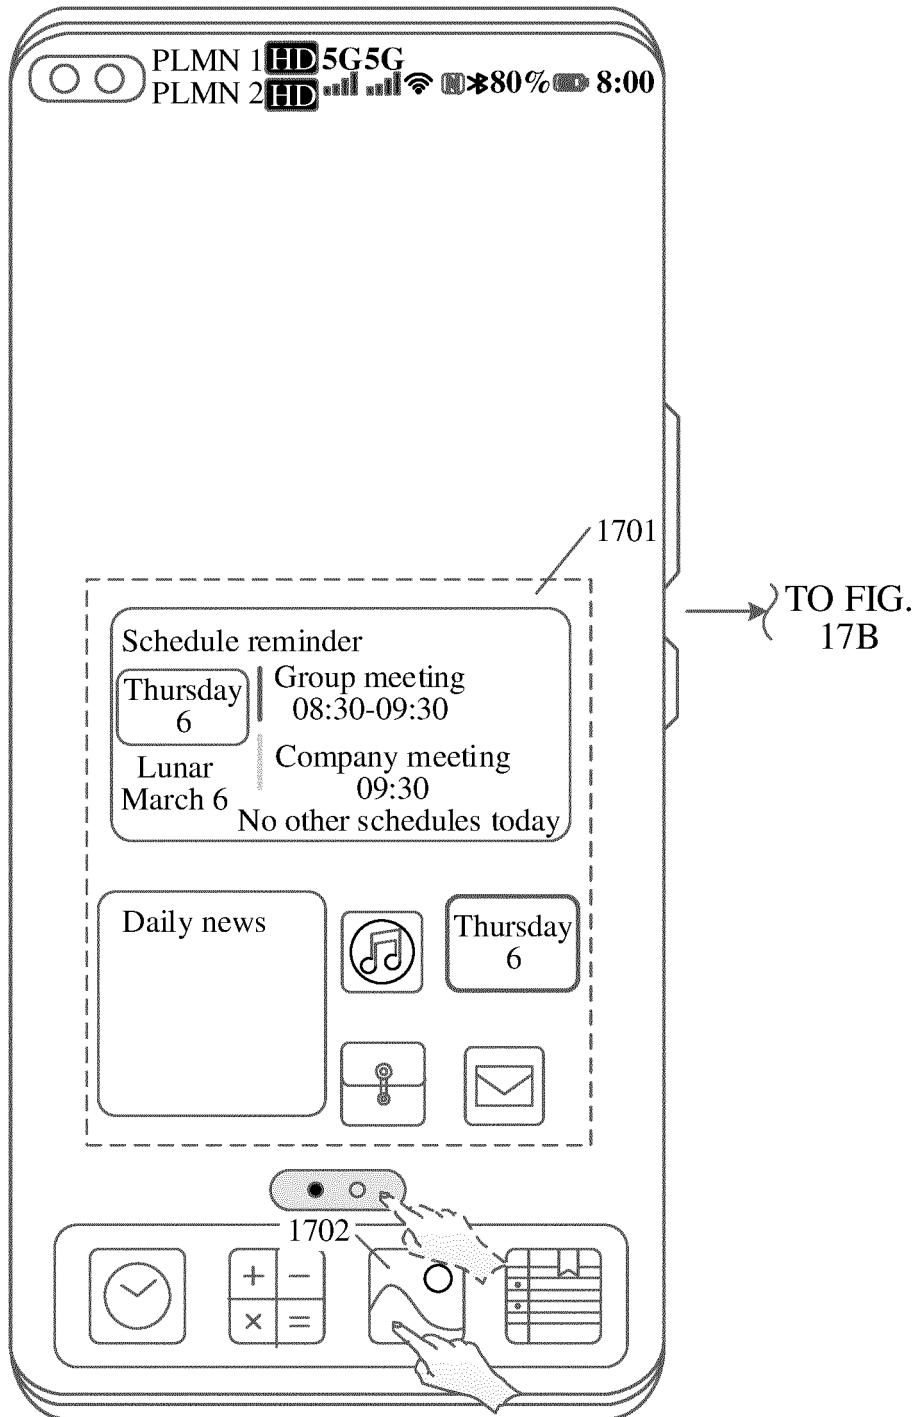 PLMN 1 HD 5G 5G
PLMN 2 HD N 80% 8:00
1701
TO FIG.
17B
Schedule reminder
Thursday
6
Lunar
March 6
Group meeting
08:30-09:30
Company meeting
09:30
No other schedules today
Daily news
Thursday
6
1702
+ −
× =